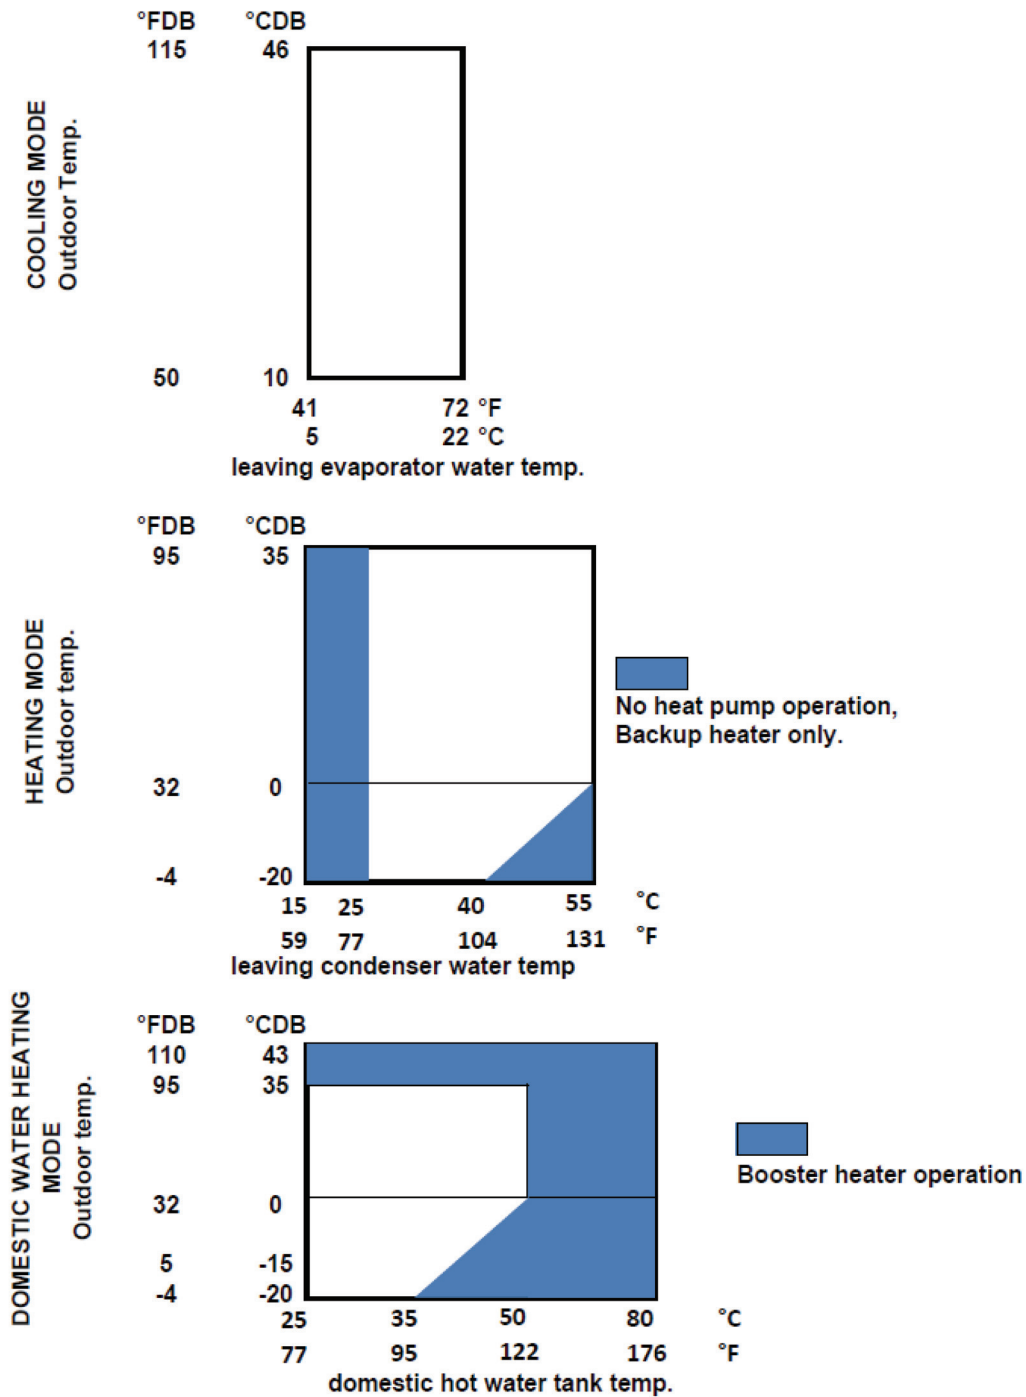 °FDB °CDB
115 46
COOLING MODE
Outdoor Temp.
50 10
41 72 °F
5 22 °C
leaving evaporator water temp.
°FDB °CDB
95 35
HEATING MODE
Outdoor temp.
No heat pump operation,
Backup heater only.
32 0
-4 -20
15 25 40 55 °C
59 77 104 131 °F
leaving condenser water temp
°FDB °CDB
110 43
95 35
DOMESTIC WATER HEATING
MODE
Outdoor temp.
Booster heater operation
32 0
5 -15
-4 -20
25 35 50 80 °C
77 95 122 176 °F
domestic hot water tank temp.